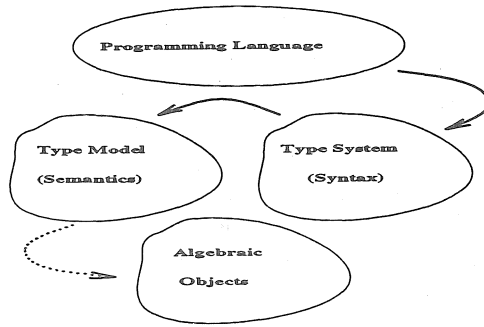 Programming Language
Type Model
(Semantics)
Type System
(Syntax)
Algebraic
Objects